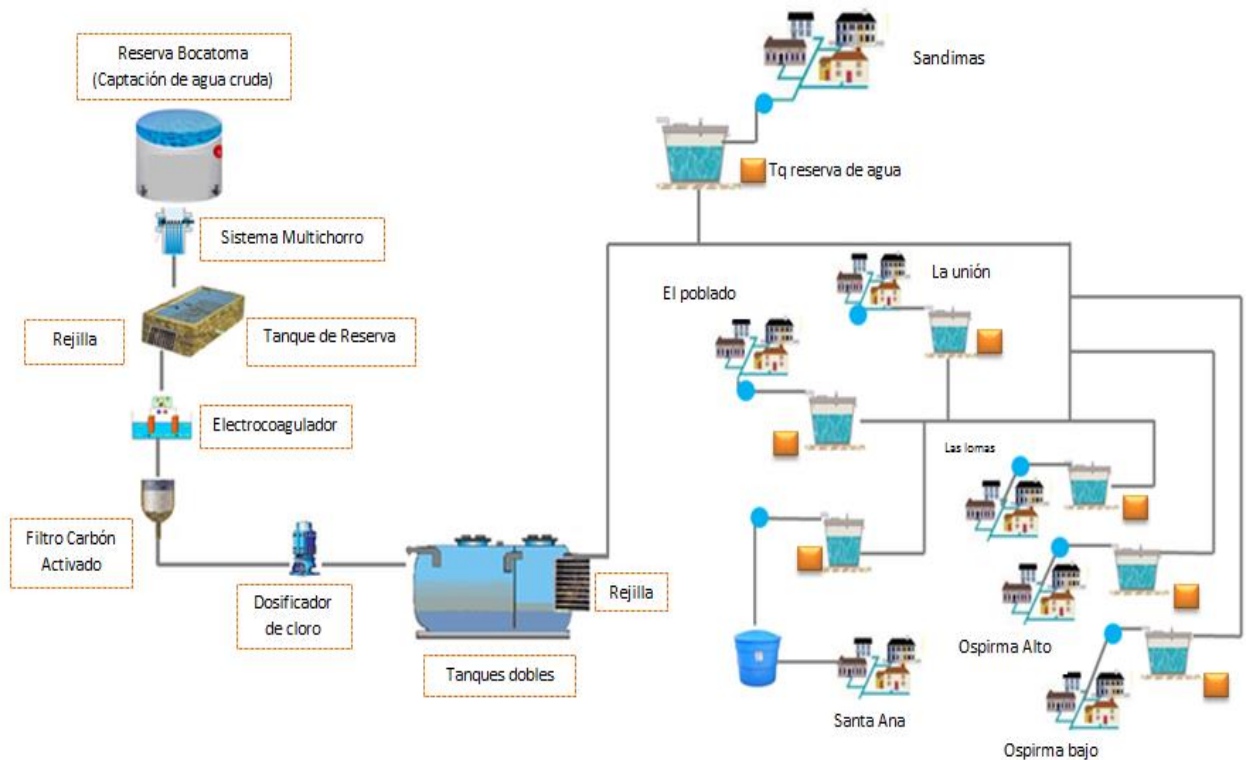 Reserva Bocatoma
(Captación de agua cruda)
Sistema Multichorro
Rejilla
Tanque de Reserva
Electrocoagulador
Filtro Carbón
Activado
Dosificador
de cloro
Rejilla
Tanques dobles
Sandimas
Tq reserva de agua
La unión
El poblado
Las lomas
Ospirma Alto
Santa Ana
Ospirma bajo